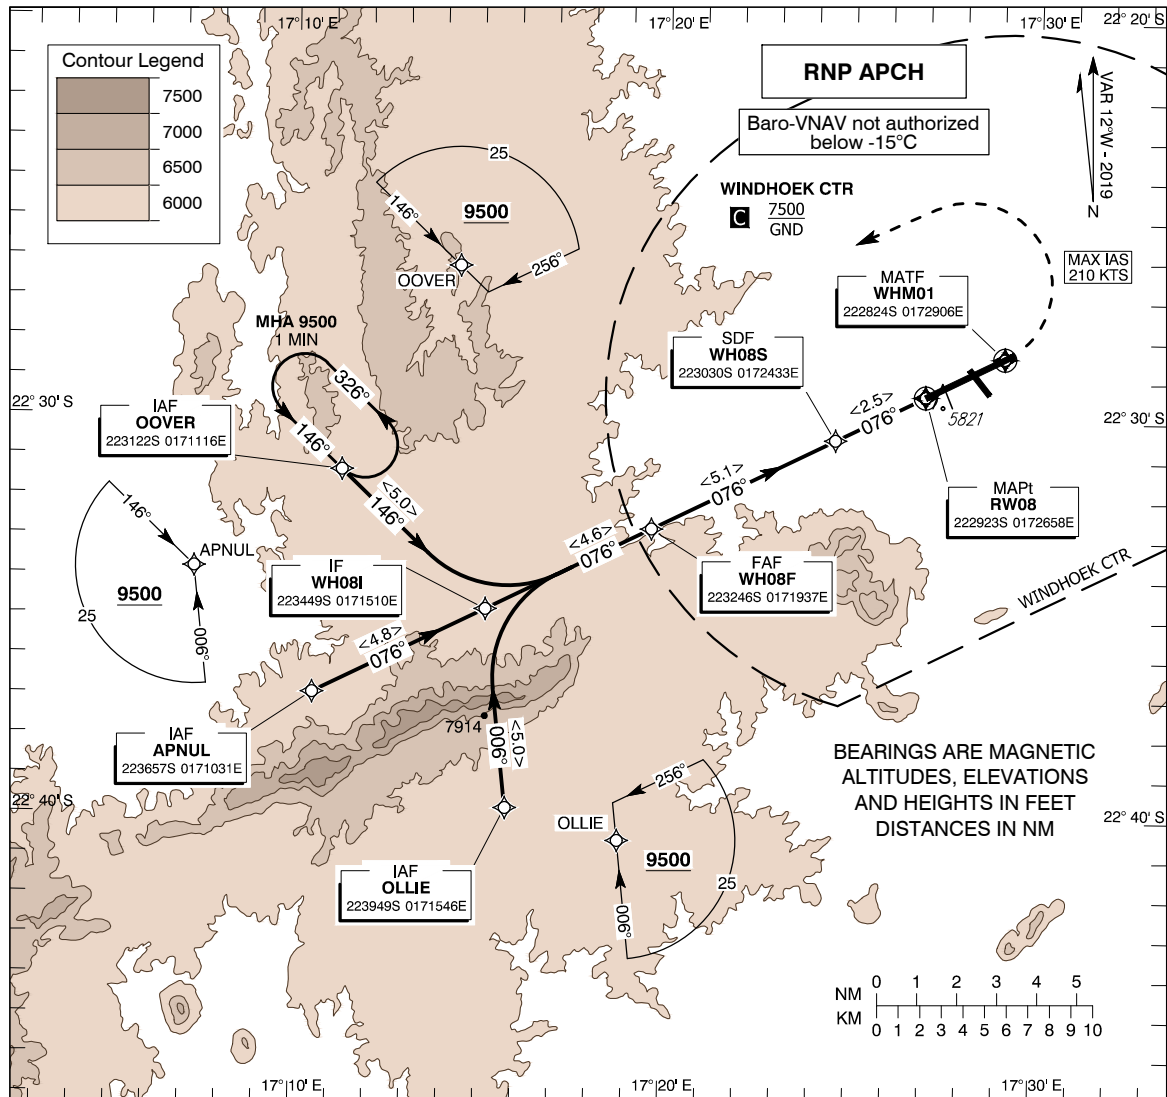 17° 10' E
17° 20' E
17° 30' E
22° 20' S
Contour Legend
7500
7000
6500
6000
RNP APCH
Baro-VNAV not authorized
below -15°C
VAR 12°W - 2019
N
WINDHOEK CTR
C
7500
GND
25
146°
9500
256°
OOVER
MAX IAS
210 KTS
MATF
WHM01
222824S 0172906E
MHA 9500
1 MIN
326°
146°
SDF
WH08S
223030S 0172433E
22° 30' S
22° 30' S
IAF
OOVER
223122S 0171116E
<2.5>
076°
5821
<5.0>
146°
<5.1>
076°
MAPt
RW08
222923S 0172658E
146°
APNUL
9500
25
006°
IF
WH08I
223449S 0171510E
<4.6>
076°
FAF
WH08F
223246S 0171937E
WINDHOEK CTR
<4.8>
076°
7914
IAF
APNUL
223657S 0171031E
<5.0>
006°
BEARINGS ARE MAGNETIC
ALTITUDES, ELEVATIONS
AND HEIGHTS IN FEET
DISTANCES IN NM
22° 40' S
22° 40' S
256°
OLLIE
9500
25
006°
IAF
OLLIE
223949S 0171546E
NM
0 1 2 3 4 5
KM
0 1 2 3 4 5 6 7 8 9 10
17° 10' E
17° 20' E
17° 30' E